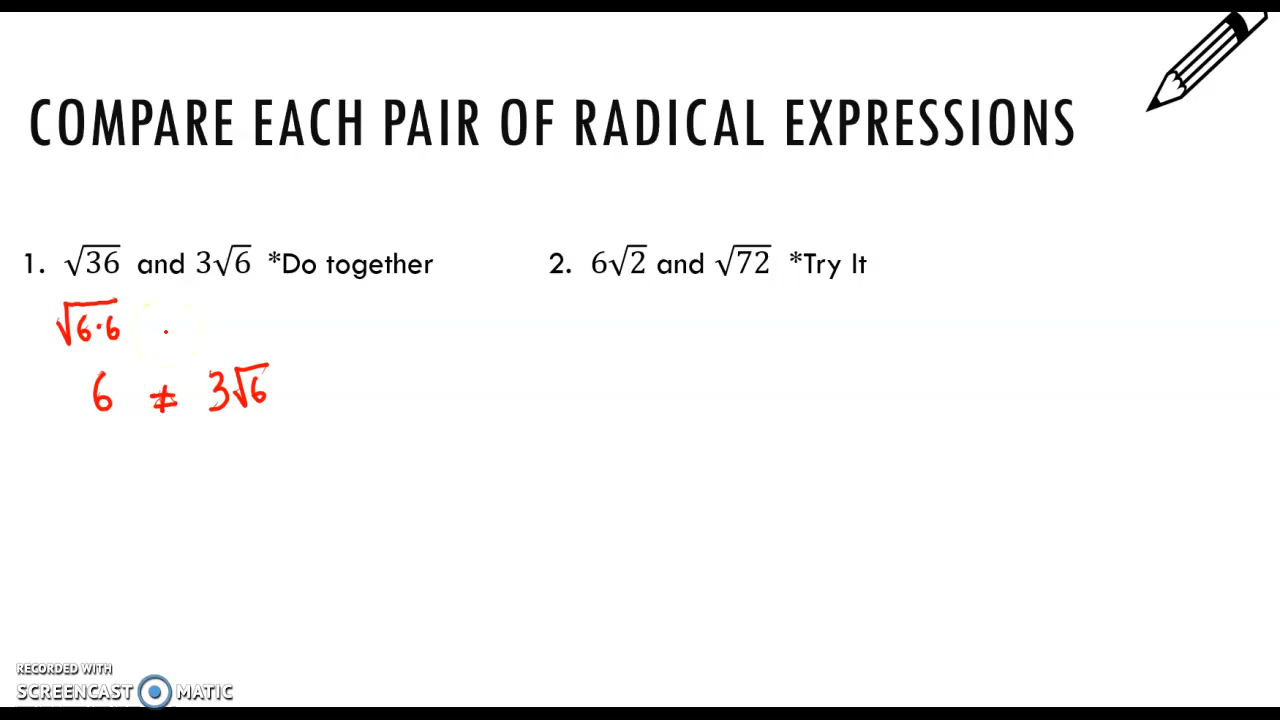 COMPARE EACH PAIR OF RADICAL EXPRESSIONS
1. √36 and 3√6 *Do together
2. 6√2 and √72 *Try It
√6·6
6 ≠ 3√6
RECORDED WITH
SCREENCAST MATIC